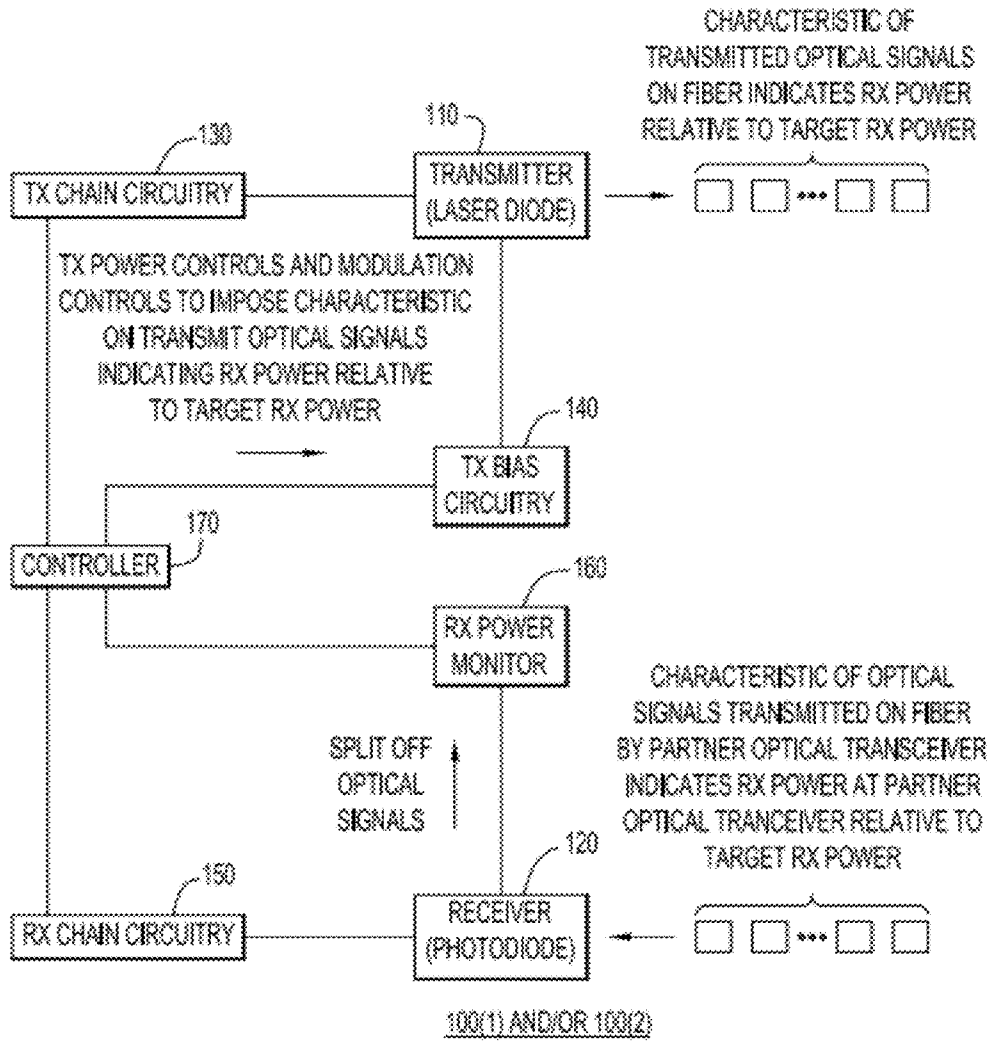 CHARACTERISTIC OF
TRANSMITTED OPTICAL SIGNALS
ON FIBER INDICATES RX POWER
RELATIVE TO TARGET RX POWER
130
110
TX CHAIN CIRCUITRY
TRANSMITTER
(LASER DIODE)
TX POWER CONTROLS AND MODULATION
CONTROLS TO IMPOSE CHARACTERISTIC
ON TRANSMIT OPTICAL SIGNALS
INDICATING RX POWER RELATIVE
TO TARGET RX POWER
140
TX BIAS
CIRCUITRY
170
CONTROLLER
160
RX POWER
MONITOR
CHARACTERISTIC OF OPTICAL
SIGNALS TRANSMITTED ON FIBER
BY PARTNER OPTICAL TRANSCEIVER
INDICATES RX POWER AT PARTNER
OPTICAL TRANCEIVER RELATIVE TO
TARGET RX POWER
SPLIT OFF
OPTICAL
SIGNALS
120
150
RX CHAIN CIRCUITRY
RECEIVER
(PHOTODIODE)
100(1) AND/OR 100(2)